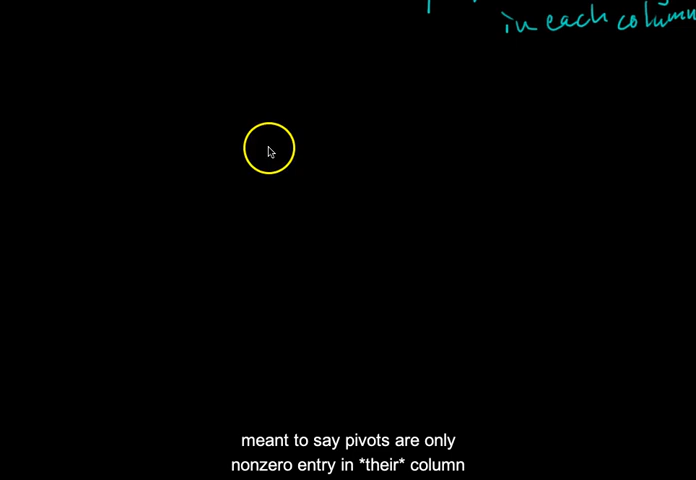 in each column
meant to say pivots are only
nonzero entry in *their* column